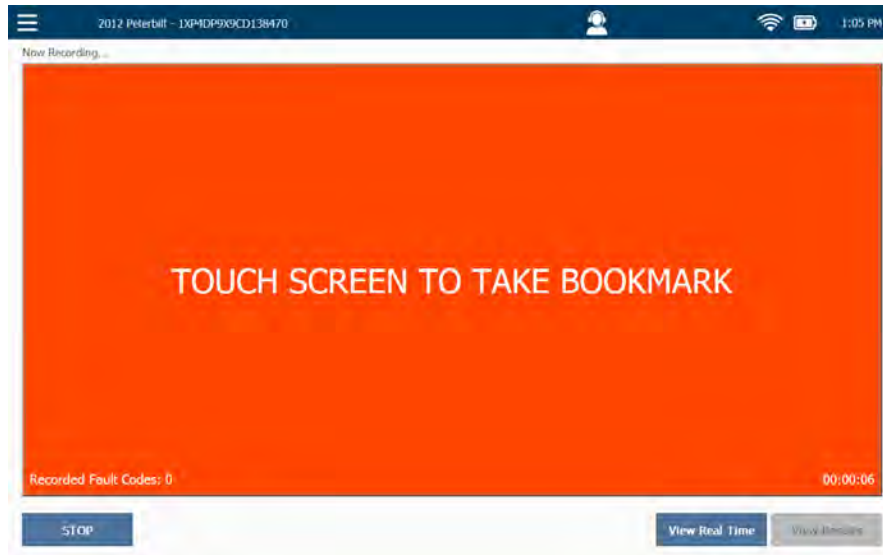 2012 Peterbilt - 1XP4DP9X9CD138470
1:05 PM
Now Recording...
TOUCH SCREEN TO TAKE BOOKMARK
Recorded Fault Codes: 0
00:00:06
STOP
View Real Time
View Results